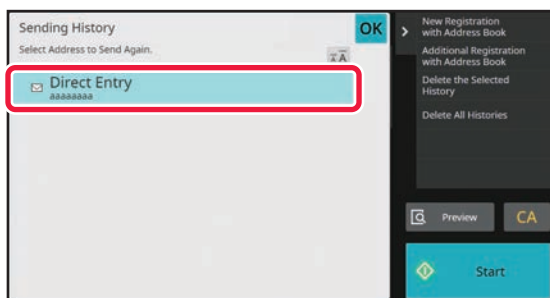 Sending History
OK
Select Address to Send Again.
Direct Entry
aaaaaaaa
New Registration
with Address Book
Additional Registration
with Address Book
Delete the Selected
History
Delete All Histories
Preview
CA
Start